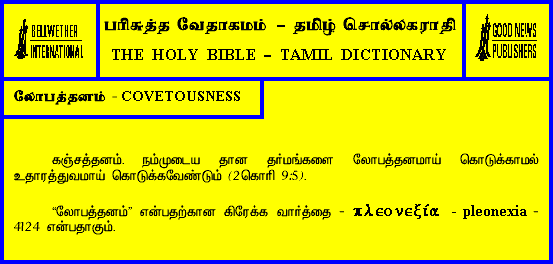 BELLWETHER
INTERNATIONAL
பரிசுத்த வேதாகமம் – தமிழ் சொல்லகராதி
THE HOLY BIBLE – TAMIL DICTIONARY
GOOD NEWS
PUBLISHERS
லோபத்தனம் - COVETOUSNESS
கஞ்சத்தனம். நம்முடைய தான தர்மங்களை லோபத்தனமாய் கொடுக்காமல்
உதாரத்துவமாய் கொடுக்கவேண்டும் (2கொரி 9:5).
“லோபத்தனம்” என்பதற்கான கிரேக்க வார்த்தை - πλεονεξία - pleonexia -
4124 என்பதாகும்.